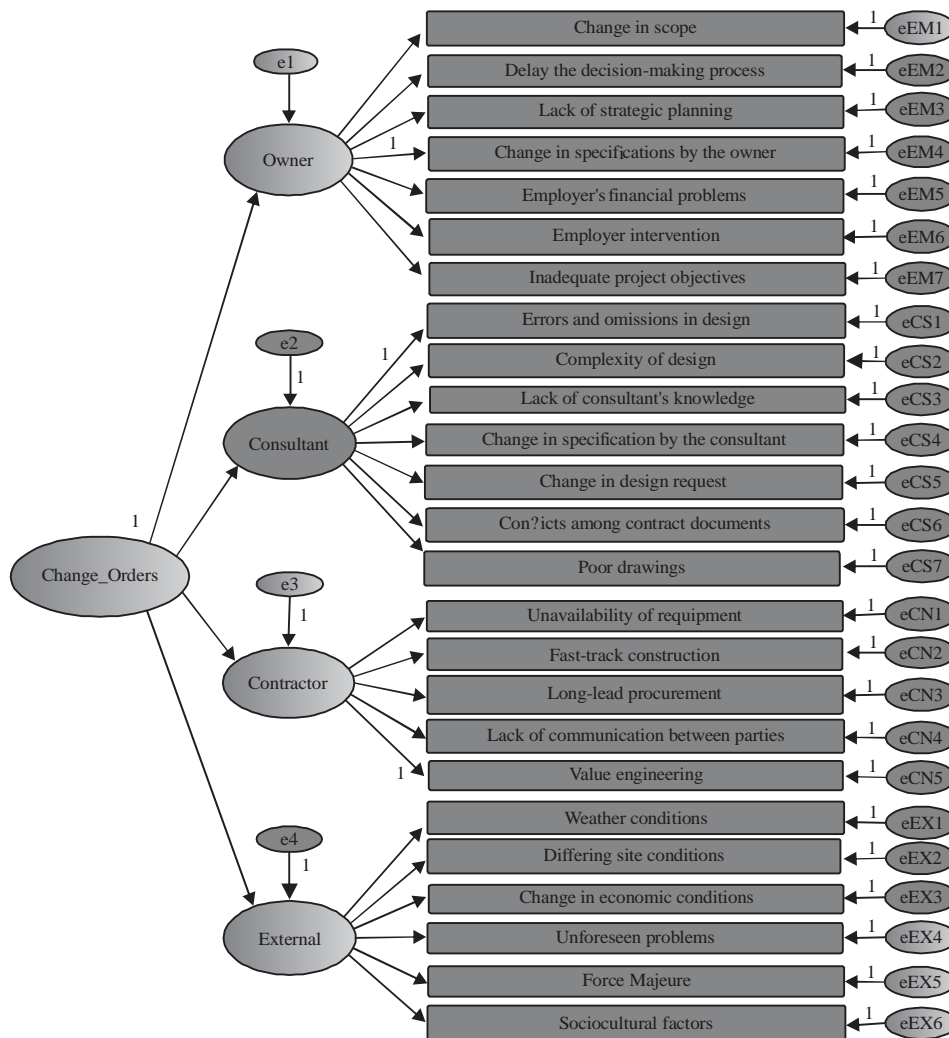 Change in scope
1
eEM1
e1
Delay the decision-making process
1
eEM2
Lack of strategic planning
1
eEM3
Owner
1
Change in specifications by the owner
1
eEM4
Employer's financial problems
1
eEM5
Employer intervention
1
eEM6
Inadequate project objectives
1
eEM7
Errors and omissions in design
1
eCS1
e2
1
1
Complexity of design
1
eCS2
Lack of consultant's knowledge
1
eCS3
Consultant
Change in specification by the consultant
1
eCS4
Change in design request
1
eCS5
Con?icts among contract documents
1
eCS6
1
Change_Orders
Poor drawings
1
eCS7
e3
1
Unavailability of requipment
1
eCN1
Fast-track construction
1
eCN2
Contractor
Long-lead procurement
1
eCN3
Lack of communication between parties
1
eCN4
1
Value engineering
1
eCN5
Weather conditions
1
eEX1
e4
1
Differing site conditions
1
eEX2
Change in economic conditions
1
eEX3
External
Unforeseen problems
1
eEX4
Force Majeure
1
eEX5
Sociocultural factors
1
eEX6